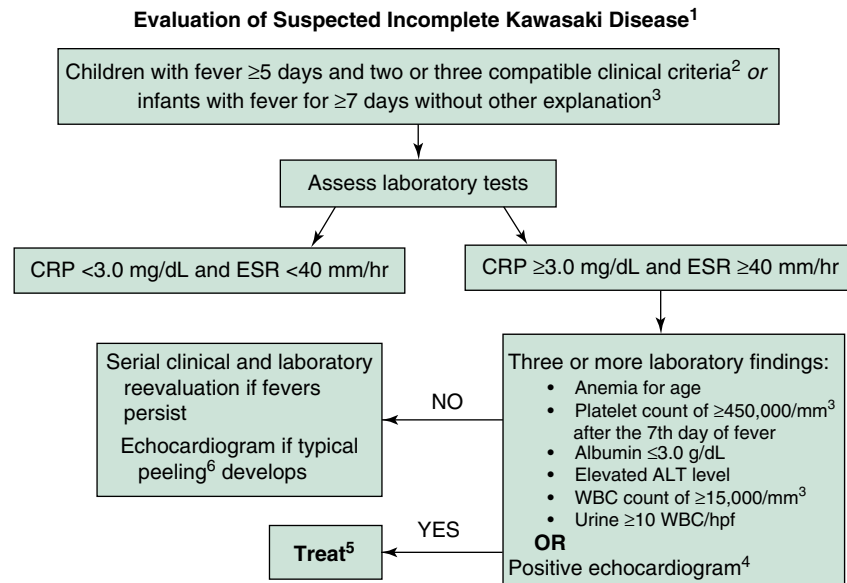 Evaluation of Suspected Incomplete Kawasaki Disease¹
Children with fever ≥5 days and two or three compatible clinical criteria² or
infants with fever for ≥7 days without other explanation³
Assess laboratory tests
CRP <3.0 mg/dL and ESR <40 mm/hr
CRP ≥3.0 mg/dL and ESR ≥40 mm/hr
Serial clinical and laboratory
reevaluation if fevers
persist
Echocardiogram if typical
peeling⁶ develops
NO
Three or more laboratory findings:
• Anemia for age
• Platelet count of ≥450,000/mm³
after the 7th day of fever
• Albumin ≤3.0 g/dL
• Elevated ALT level
• WBC count of ≥15,000/mm³
• Urine ≥10 WBC/hpf
OR
Positive echocardiogram⁴
YES
Treat⁵